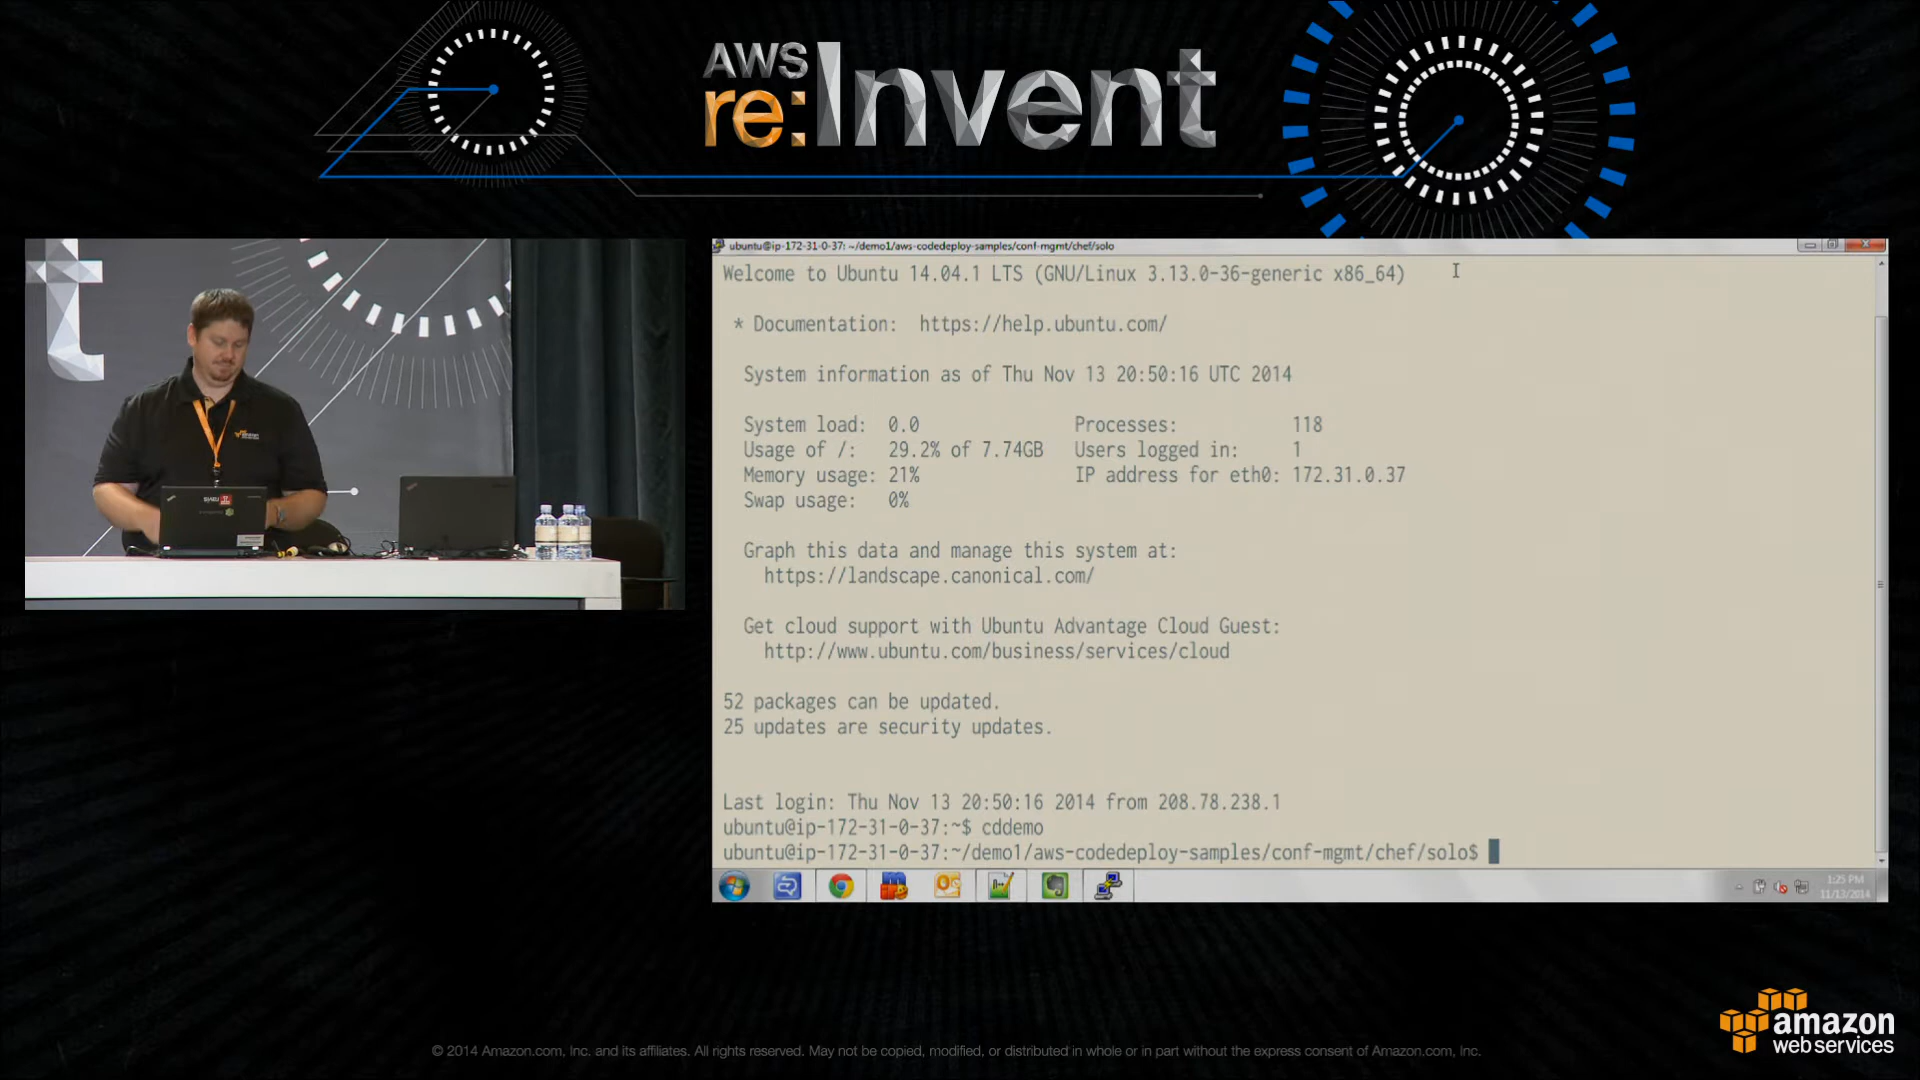 AWS
re:Invent
t
amazon
ubuntu@ip-172-31-0-37: ~/demo1/aws-codedeploy-samples/conf-mgmt/chef/solo
Welcome to Ubuntu 14.04.1 LTS (GNU/Linux 3.13.0-36-generic x86_64)
* Documentation:  https://help.ubuntu.com/
System information as of Thu Nov 13 20:50:16 UTC 2014
System load: 0.0 Processes: 118
Usage of /: 29.2% of 7.74GB Users logged in: 1
Memory usage: 21% IP address for eth0: 172.31.0.37
Swap usage: 0%
Graph this data and manage this system at:
https://landscape.canonical.com/
Get cloud support with Ubuntu Advantage Cloud Guest:
http://www.ubuntu.com/business/services/cloud
52 packages can be updated.
25 updates are security updates.
Last login: Thu Nov 13 20:50:16 2014 from 208.78.238.1
ubuntu@ip-172-31-0-37:~$ cddemo
ubuntu@ip-172-31-0-37:~/demo1/aws-codedeploy-samples/conf-mgmt/chef/solo$
1:25 PM
11/13/2014
amazon
web services
© 2014 Amazon.com, Inc. and its affiliates. All rights reserved. May not be copied, modified, or distributed in whole or in part without the express consent of Amazon.com, Inc.